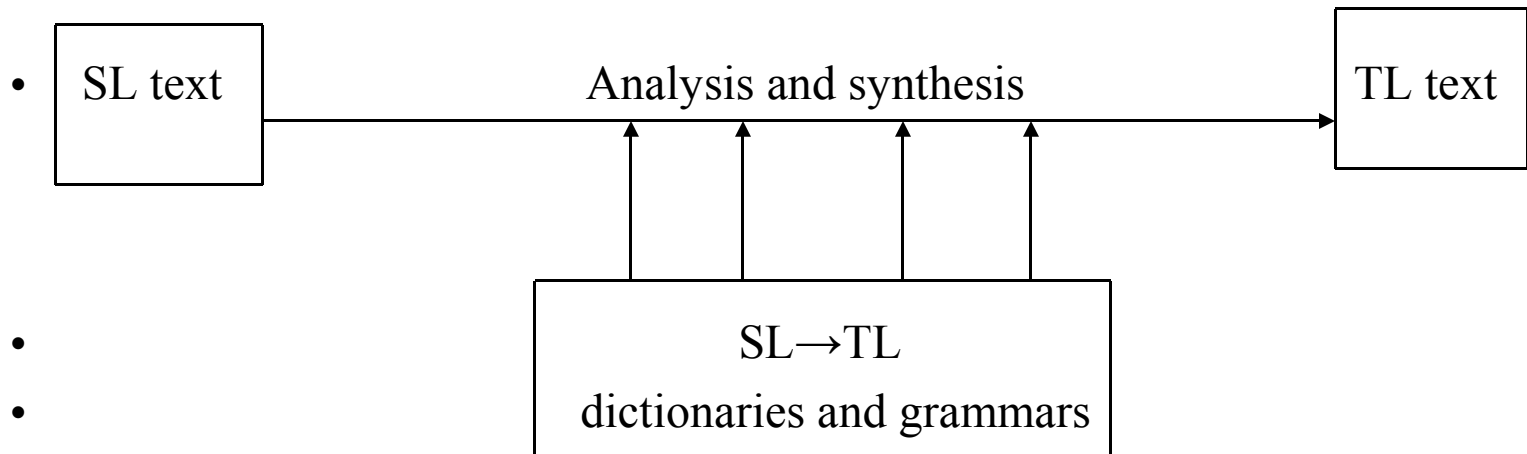 • SL text Analysis and synthesis TL text
• SL→TL
• dictionaries and grammars